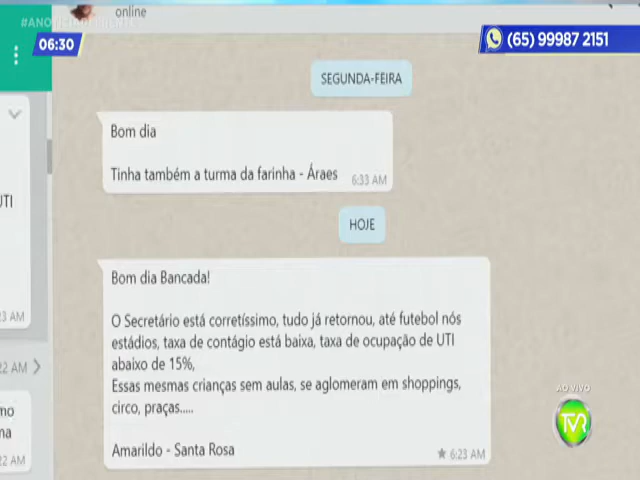 online
06:30
(65) 99987 2151
SEGUNDA-FEIRA
Bom dia
Tinha também a turma da farinha - Áraes
6:33 AM
HOJE
Bom dia Bancada!
O Secretário está corretíssimo, tudo já retornou, até futebol nós
estádios, taxa de contágio está baixa, taxa de ocupação de UTI
abaixo de 15%,
Essas mesmas crianças sem aulas, se aglomeram em shoppings,
circo, praças.....
Amarildo - Santa Rosa
6:23 AM
AO VIVO
TVR